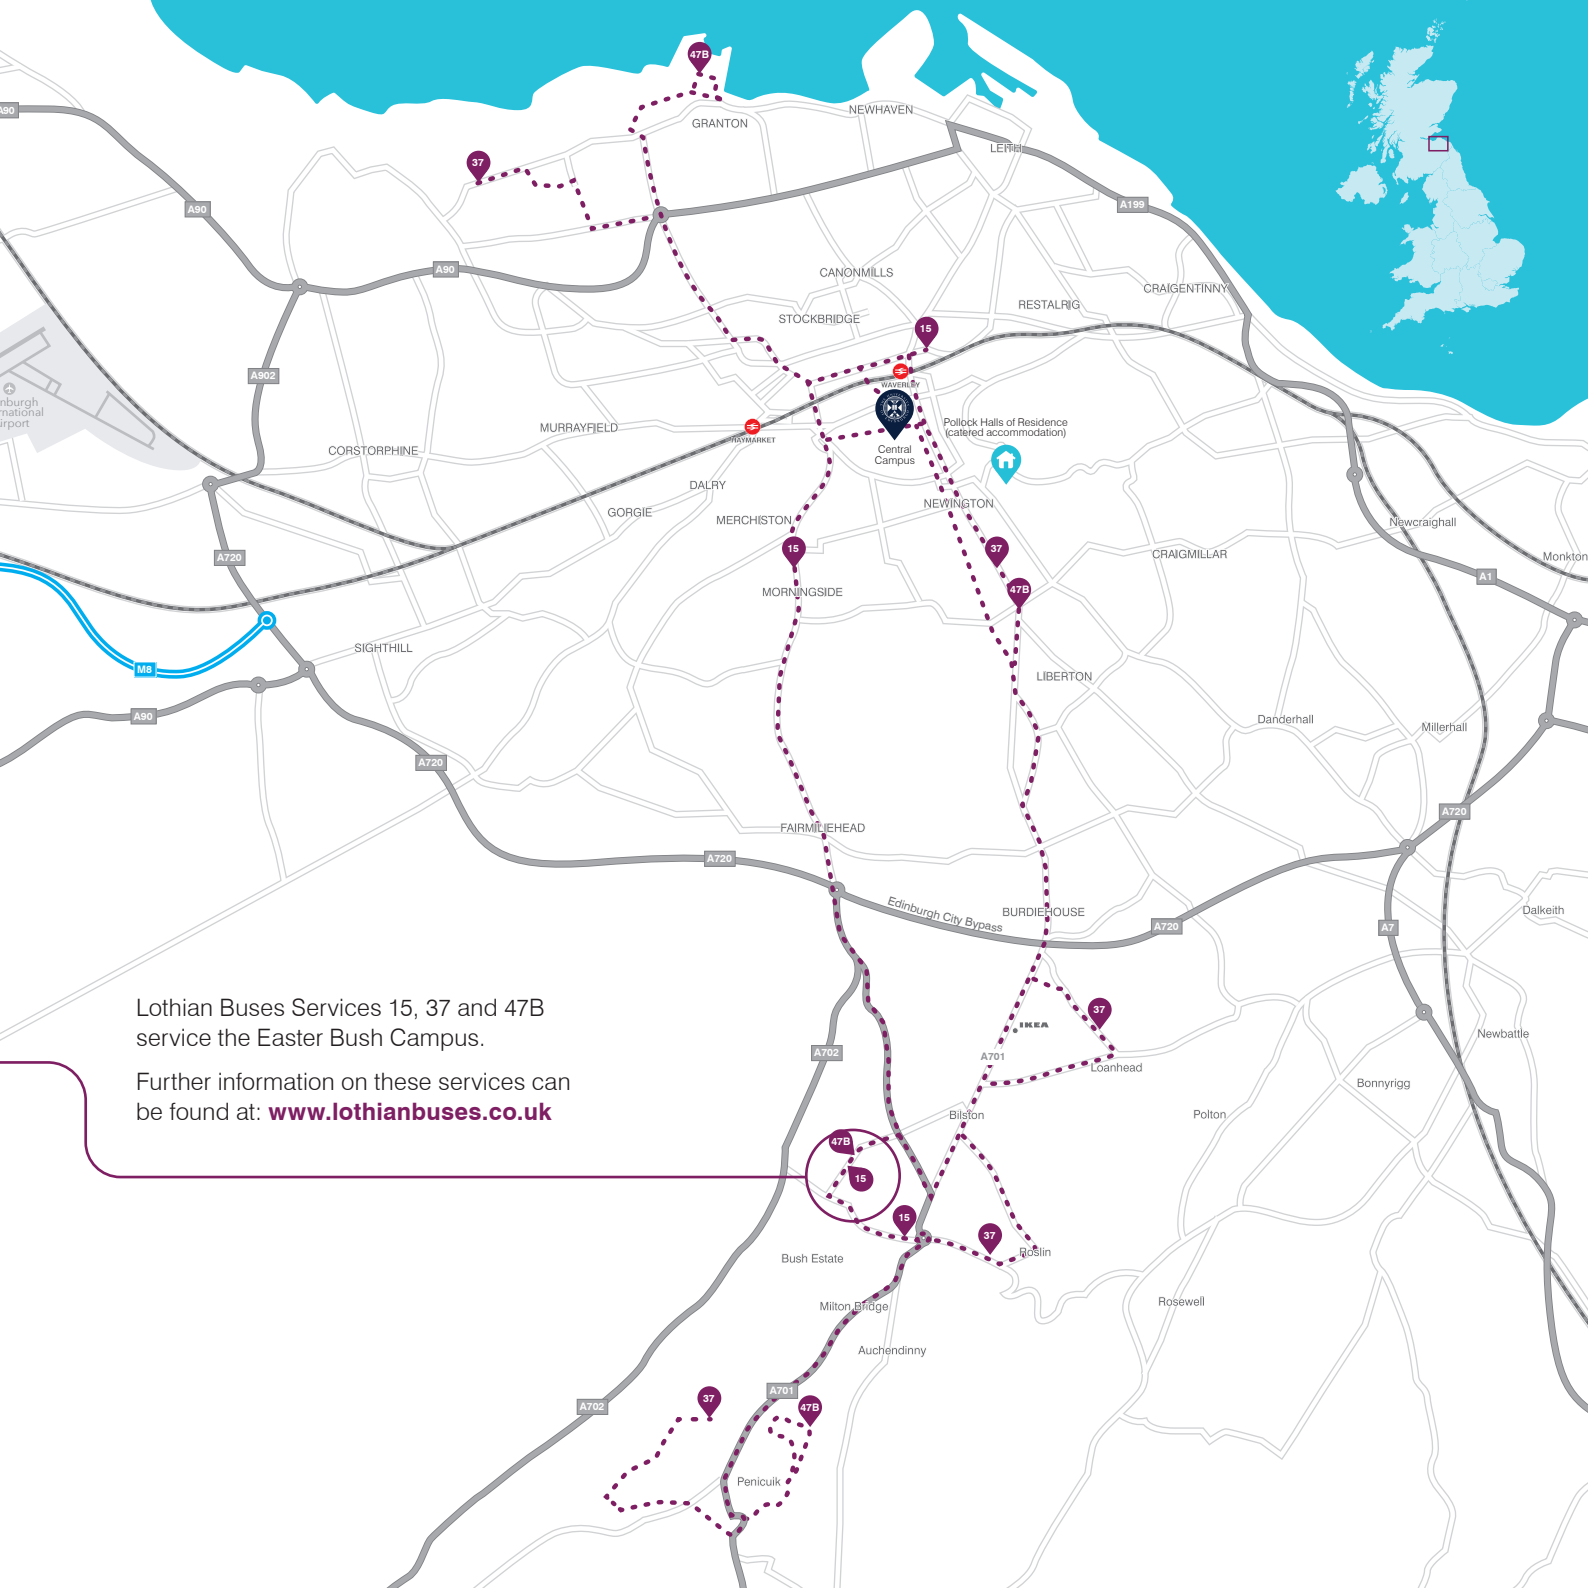 47B
GRANTON
NEWHAVEN
A90
LEITH
37
A90
A199
A90
CANONMILLS
CRAIGENTINNY
RESTALRIG
STOCKBRIDGE
15
A902
WAVERLEY
nburgh
rnational
irport
MURRAYFIELD
HAYMARKET
Pollock Halls of Residence
(catered accommodation)
CORSTORPHINE
Central
Campus
DALRY
NEWINGTON
GORGIE
MERCHISTON
Newcraighall
15
37
CRAIGMILLAR
Monkton
A720
A1
47B
MORNINGSIDE
SIGHTHILL
M8
LIBERTON
A90
Danderhall
Millerhall
A720
A720
FAIRMILIEHEAD
A720
Edinburgh City Bypass
BURDIEHOUSE
A720
A7
Dalkeith
Lothian Buses Services 15, 37 and 47B
service the Easter Bush Campus.
37
IKEA
Newbattle
A702
A701
Loanhead
Further information on these services can
be found at: www.lothianbuses.co.uk
Bonnyrigg
Bilston
Polton
47B
15
15
37
Roslin
Bush Estate
Milton Bridge
Rosewell
Auchendinny
A701
37
A702
47B
Penicuik